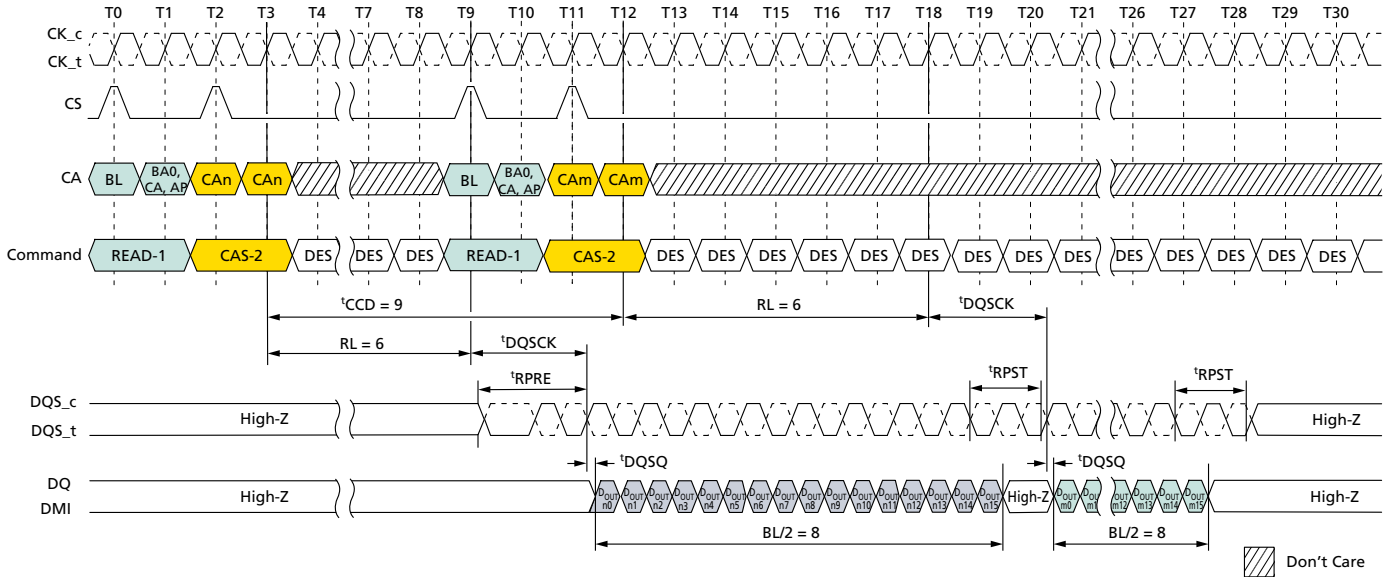 T0 T1 T2 T3 T4 T7 T8 T9 T10 T11 T12 T13 T14 T15 T16 T17 T18 T19 T20 T21 T26 T27 T28 T29 T30
CK_c
CK_t
CS
CA BL BA0, CA, AP CAn CAn BL BA0, CA, AP CAm CAm
Command READ-1 CAS-2 DES DES DES READ-1 CAS-2 DES DES DES DES DES DES DES DES DES DES DES DES DES DES
tCCD = 9 RL = 6 tDQSCK
RL = 6 tDQSCK
tRPRE tRPST tRPST
DQS_c
DQS_t
High-Z High-Z
tDQSQ tDQSQ
DQ
DMI
High-Z DOUT n0 DOUT n1 DOUT n2 DOUT n3 DOUT n4 DOUT n5 DOUT n6 DOUT n7 DOUT n8 DOUT n9 DOUT n10 DOUT n11 DOUT n12 DOUT n13 DOUT n14 DOUT n15 High-Z DOUT m0 DOUT m1 DOUT m12 DOUT m13 DOUT m14 DOUT m15 High-Z
BL/2 = 8 BL/2 = 8
Don't Care